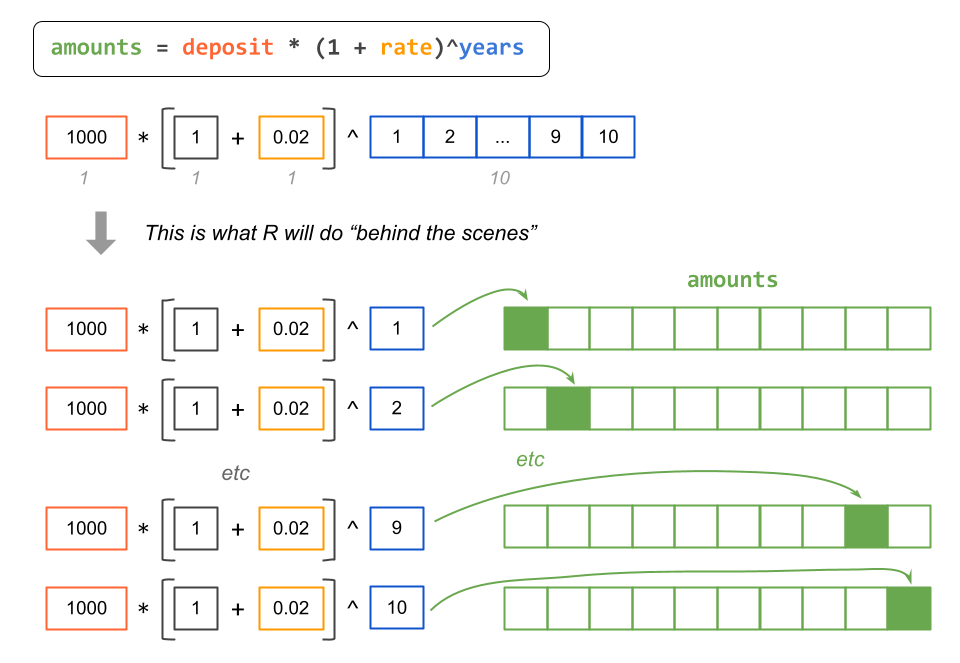 amounts = deposit * (1 + rate)^years
1000 * [ 1 + 0.02 ] ^ 1 2 ... 9 10
1 1 1 10
This is what R will do “behind the scenes”
amounts
1000 * [ 1 + 0.02 ] ^ 1
1000 * [ 1 + 0.02 ] ^ 2
etc etc
1000 * [ 1 + 0.02 ] ^ 9
1000 * [ 1 + 0.02 ] ^ 10